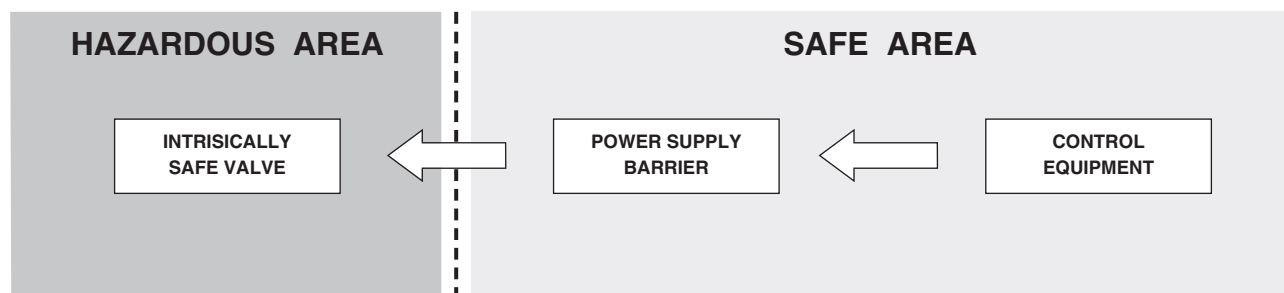 HAZARDOUS AREA
SAFE AREA
INTRISICALLY
SAFE VALVE
POWER SUPPLY
BARRIER
CONTROL
EQUIPMENT